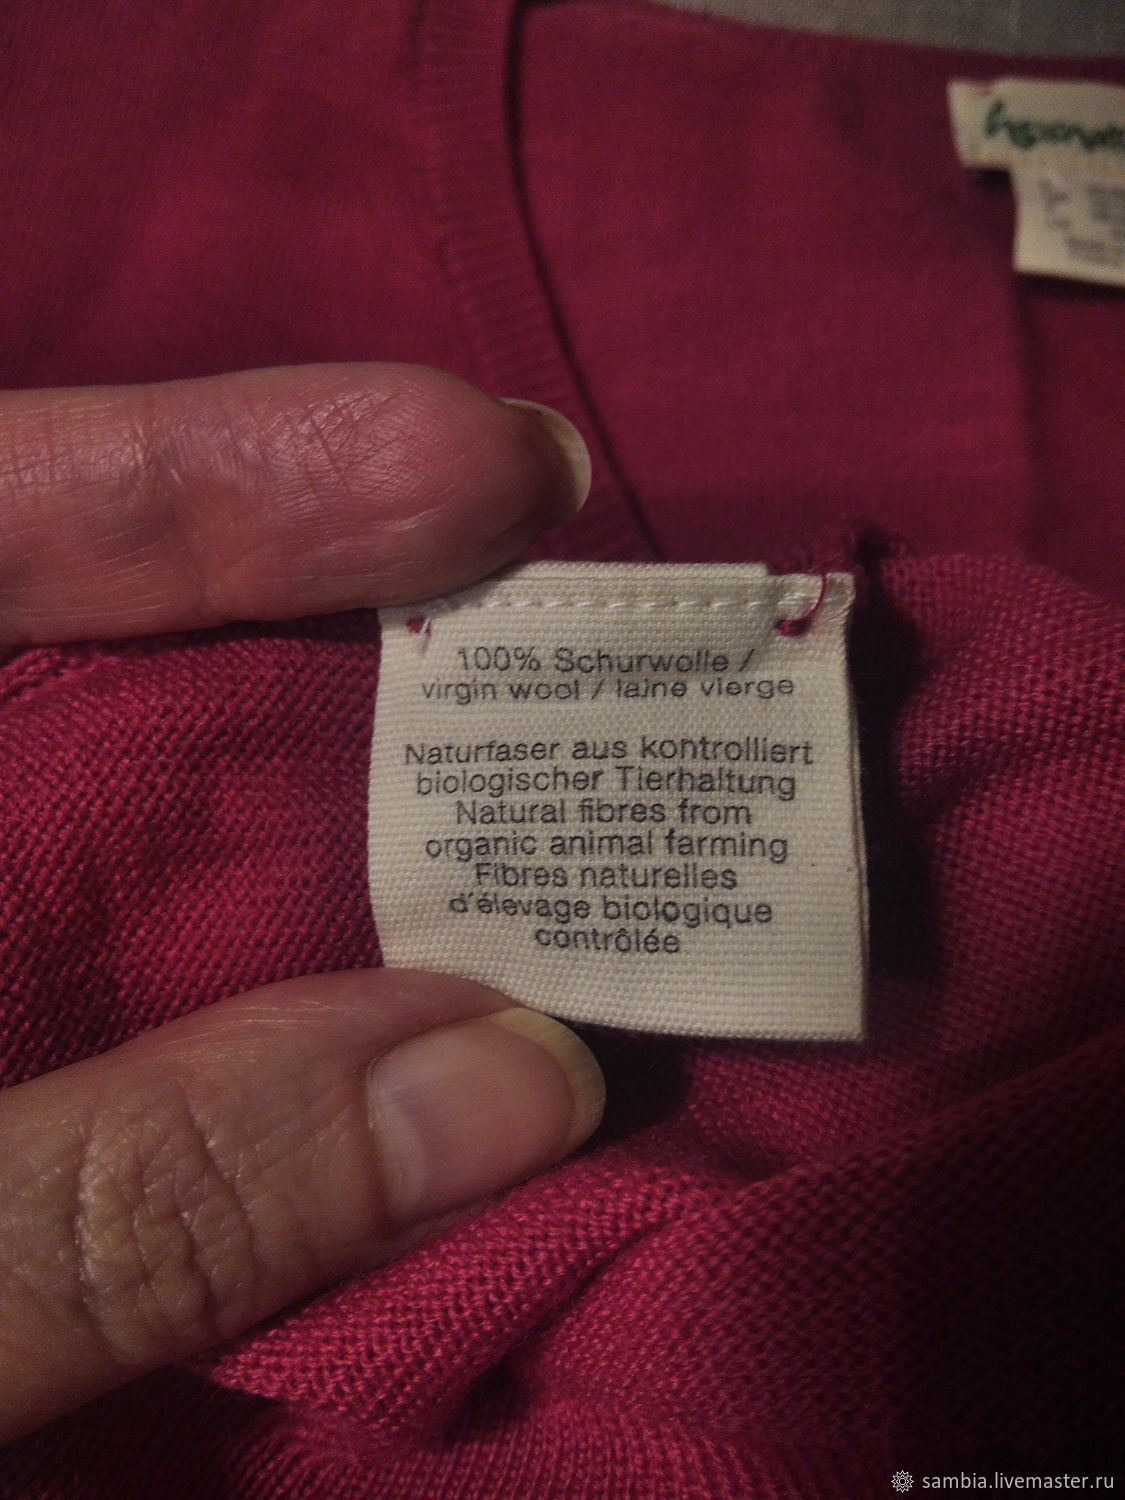 100% Schurwolle /
virgin wool / laine vierge
Naturfaser aus kontrolliert
biologischer Tierhaltung
Natural fibres from
organic animal farming
Fibres naturelles
d'élevage biologique
contrôlée
sambia.livemaster.ru